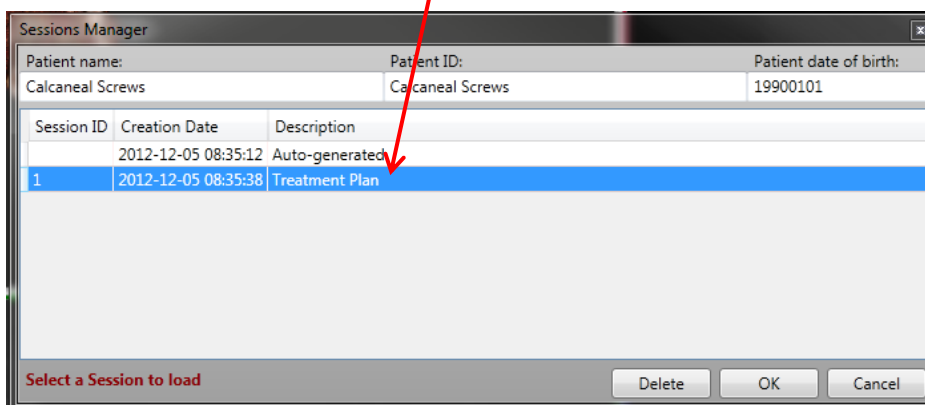 Sessions Manager
Patient name: Patient ID: Patient date of birth:
Calcaneal Screws Calcaneal Screws 19900101
Session ID Creation Date Description
2012-12-05 08:35:12 Auto-generated
1 2012-12-05 08:35:38 Treatment Plan
Select a Session to load Delete OK Cancel